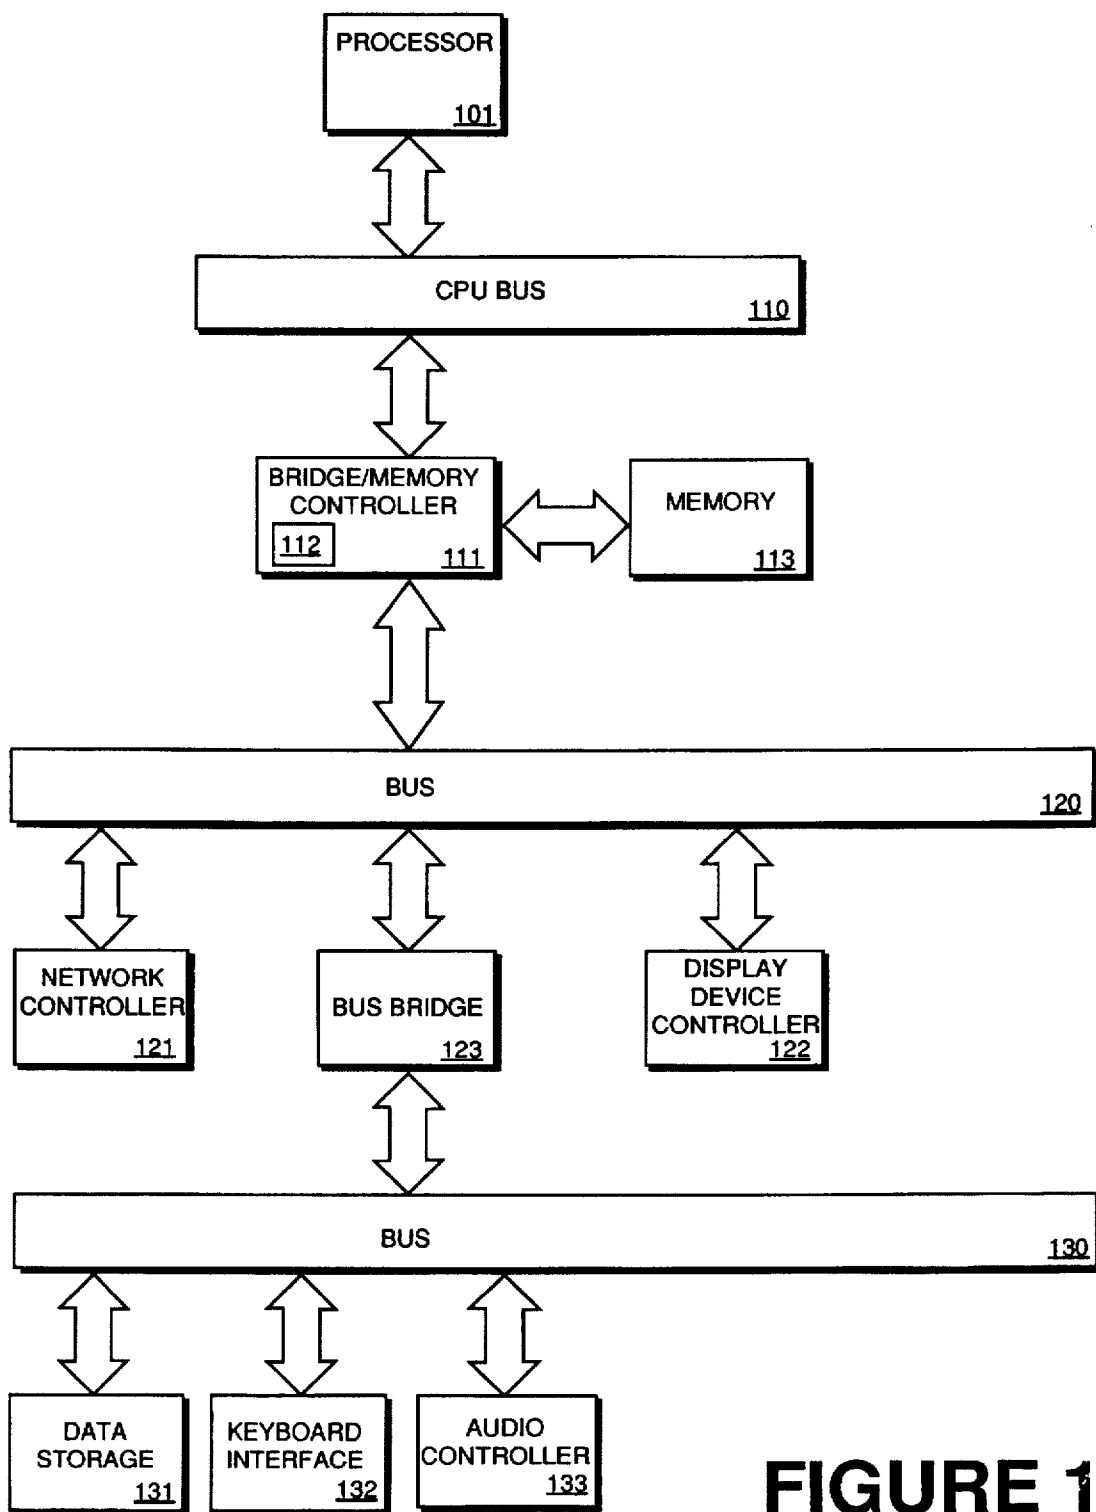 PROCESSOR
101
CPU BUS
110
BRIDGE/MEMORY
CONTROLLER
112
111
MEMORY
113
BUS
120
NETWORK
CONTROLLER
121
BUS BRIDGE
123
DISPLAY
DEVICE
CONTROLLER
122
BUS
130
DATA
STORAGE
131
KEYBOARD
INTERFACE
132
AUDIO
CONTROLLER
133
FIGURE 1